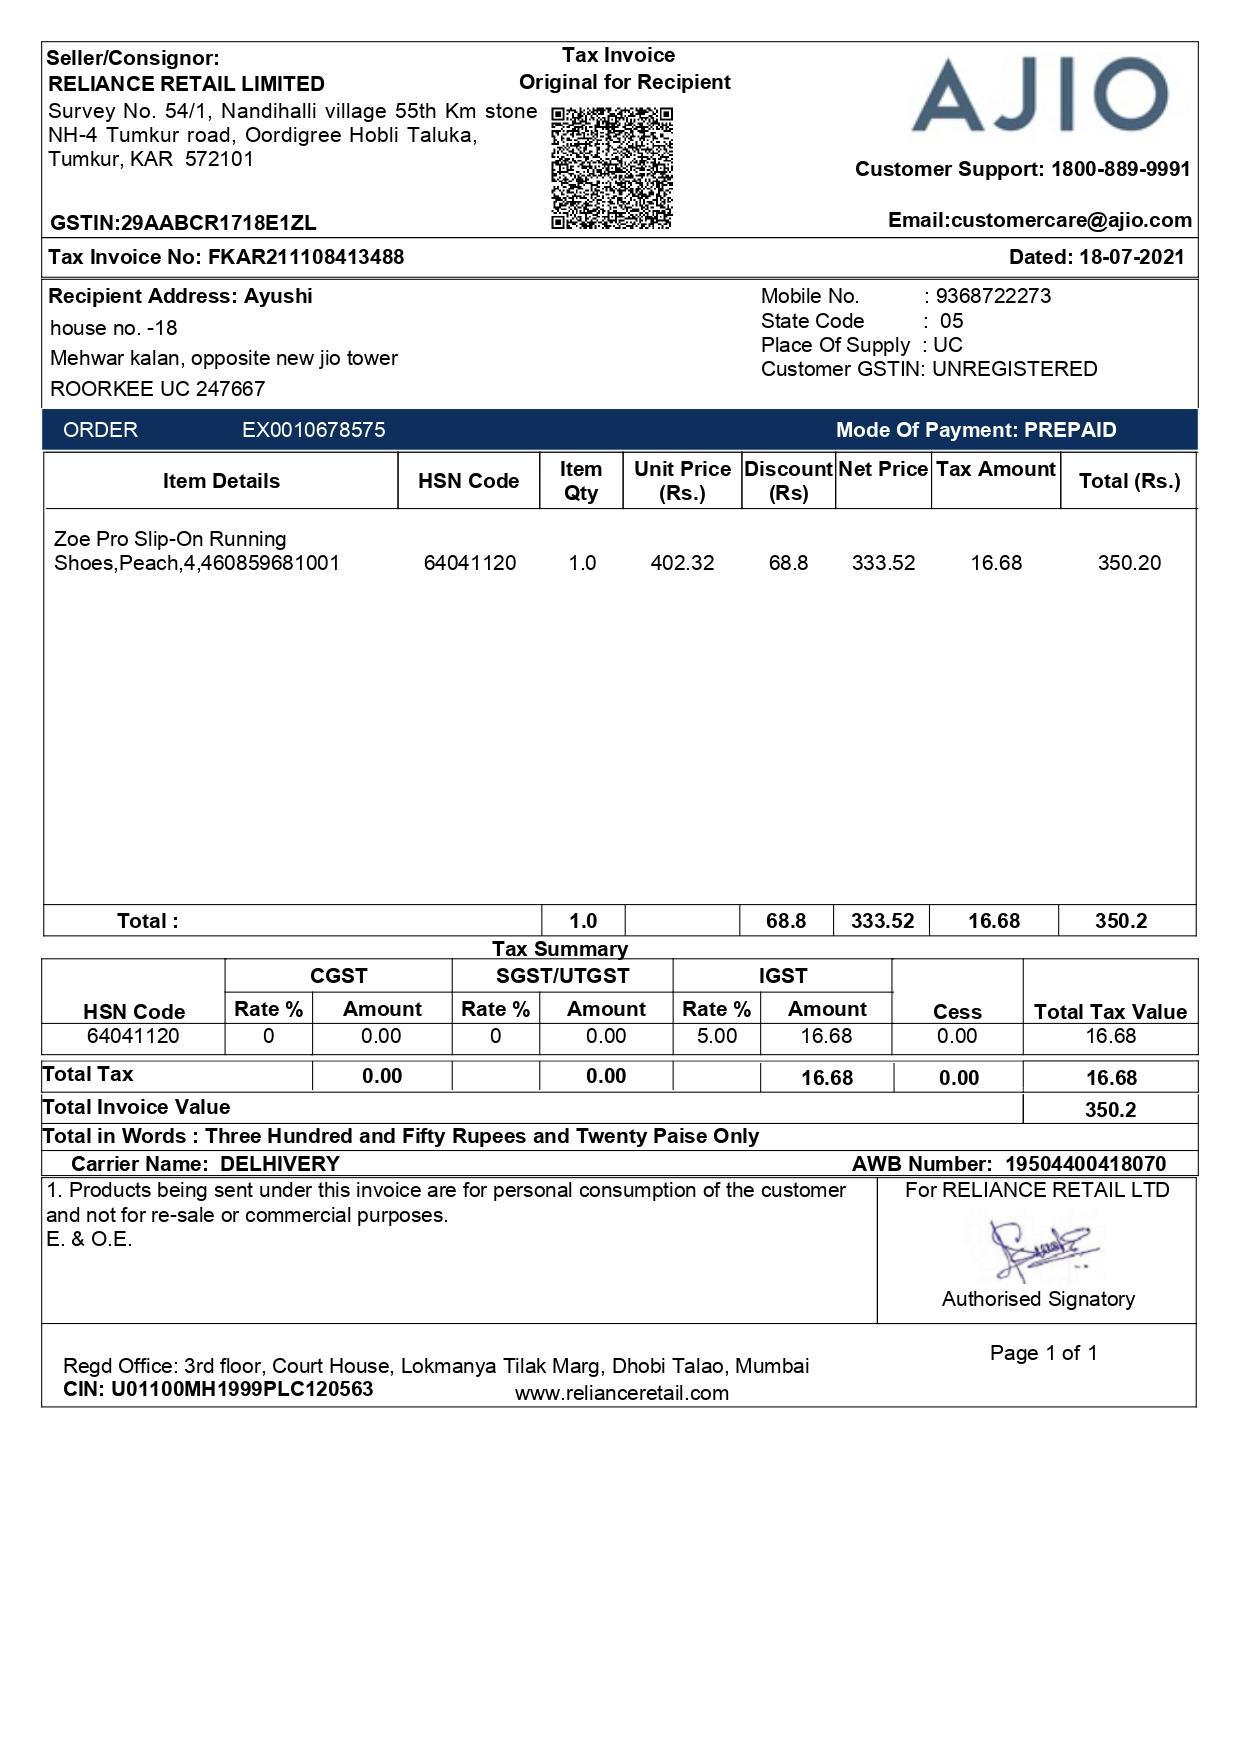 Seller/Consignor:
RELIANCE RETAIL LIMITED
Survey No. 54/1, Nandihalli village 55th Km stone
NH-4 Tumkur road, Oordigree Hobli Taluka,
Tumkur, KAR 572101
GSTIN:29AABCR1718E1ZL
Tax Invoice
Original for Recipient
AJIO
Customer Support: 1800-889-9991
Email:customercare@ajio.com
Tax Invoice No: FKAR211108413488 Dated: 18-07-2021
Recipient Address: Ayushi
house no. -18
Mehwar kalan, opposite new jio tower
ROORKEE UC 247667
Mobile No. : 9368722273
State Code : 05
Place Of Supply : UC
Customer GSTIN: UNREGISTERED
ORDER EX0010678575 Mode Of Payment: PREPAID
Item Details HSN Code Item Qty Unit Price (Rs.) Discount (Rs) Net Price Tax Amount Total (Rs.)
Zoe Pro Slip-On Running
Shoes,Peach,4,460859681001 64041120 1.0 402.32 68.8 333.52 16.68 350.20
Total : 1.0 68.8 333.52 16.68 350.2
Tax Summary
CGST SGST/UTGST IGST
HSN Code Rate % Amount Rate % Amount Rate % Amount Cess Total Tax Value
64041120 0 0.00 0 0.00 5.00 16.68 0.00 16.68
Total Tax 0.00 0.00 16.68 0.00 16.68
Total Invoice Value 350.2
Total in Words : Three Hundred and Fifty Rupees and Twenty Paise Only
Carrier Name: DELHIVERY AWB Number: 19504400418070
1. Products being sent under this invoice are for personal consumption of the customer
and not for re-sale or commercial purposes.
E. & O.E.
For RELIANCE RETAIL LTD
Authorised Signatory
Page 1 of 1
Regd Office: 3rd floor, Court House, Lokmanya Tilak Marg, Dhobi Talao, Mumbai
CIN: U01100MH1999PLC120563 www.relianceretail.com